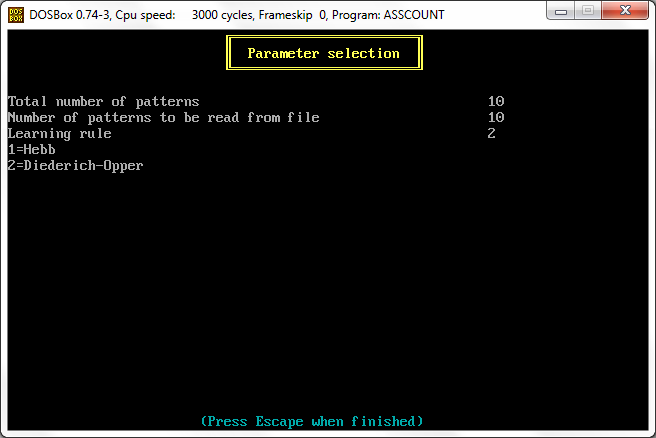 DOSBox 0.74-3, Cpu speed: 3000 cycles, Frameskip 0, Program: ASSCOUNT
Parameter selection
Total number of patterns 10
Number of patterns to be read from file 10
Learning rule 2
1=Hebb
2=Diederich-Opper
(Press Escape when finished)